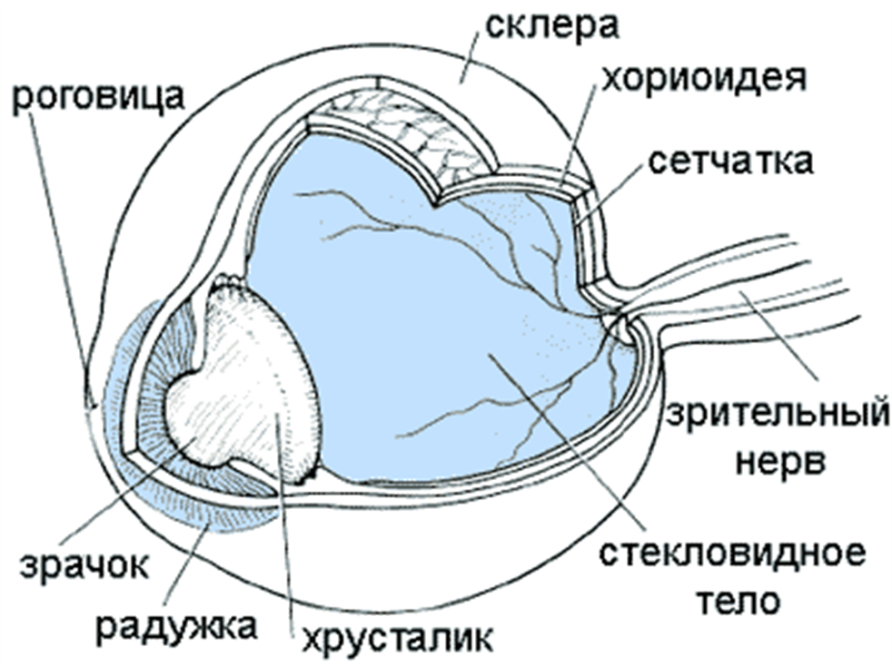 склера
роговица
хориоидея
сетчатка
зрительный
нерв
стекловидное
тело
зрачок
радужка
хрусталик